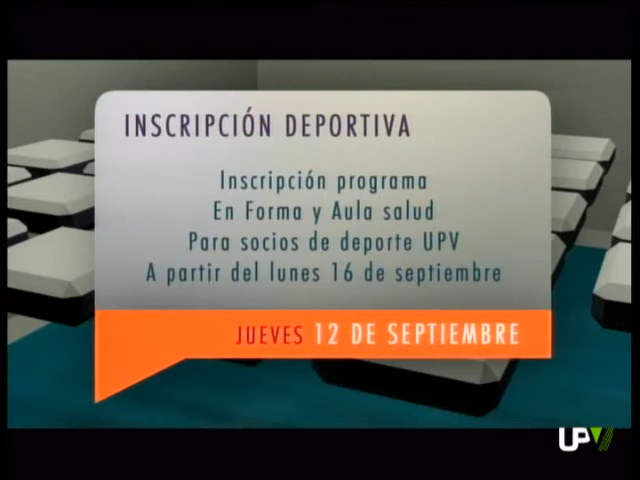 INSCRIPCIÓN DEPORTIVA
Inscripción programa
En Forma y Aula salud
Para socios de deporte UPV
A partir del lunes 16 de septiembre
JUEVES 12 DE SEPTIEMBRE
UPV